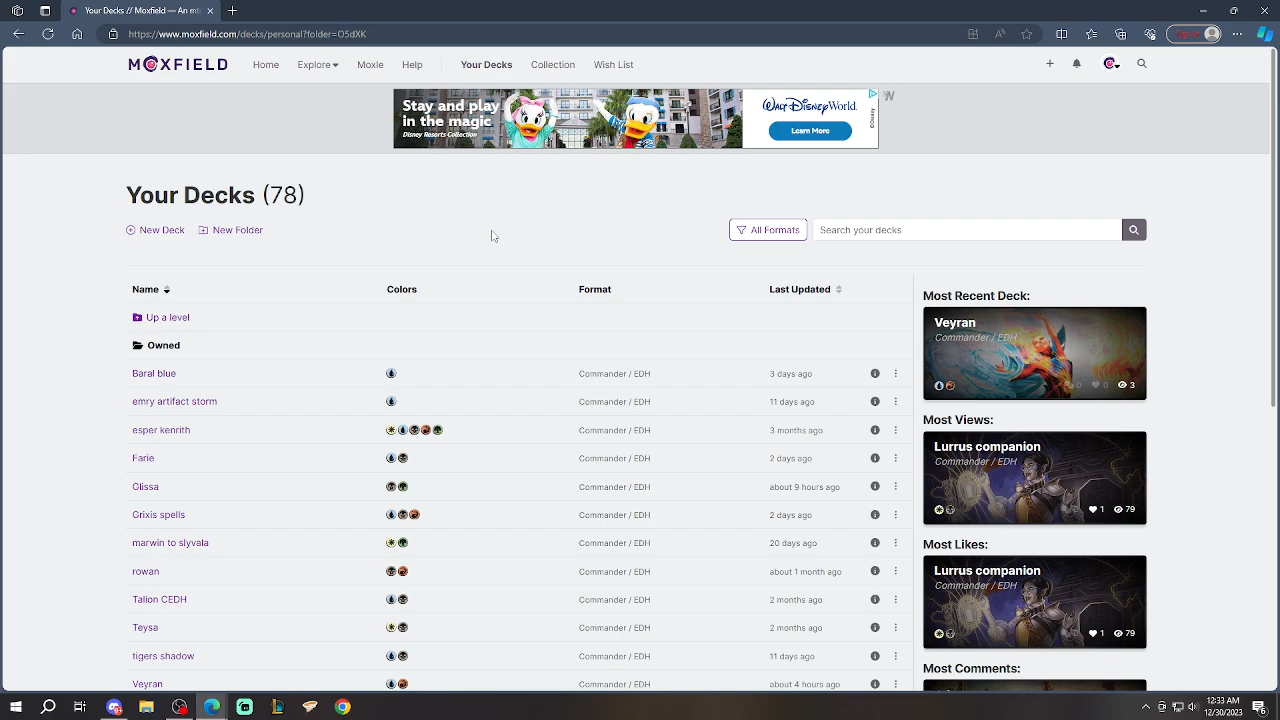 Your Decks // Moxfield — An mt
https://www.moxfield.com/decks/personal?folder=O5dXK
MOXFIELD Home Explore Moxie Help Your Decks Collection Wish List
Stay and play
in the magic
Disney Resorts Collection
Walt Disney World.
Learn More
©Disney
Your Decks (78)
New Deck New Folder All Formats Search your decks
Name Colors Format Last Updated
Up a level
Owned
Baral blue Commander / EDH 3 days ago
emry artifact storm Commander / EDH 11 days ago
esper kenrith Commander / EDH 3 months ago
Farie Commander / EDH 2 days ago
Glissa Commander / EDH about 9 hours ago
Grixis spells Commander / EDH 2 days ago
marwin to slyvala Commander / EDH 20 days ago
rowan Commander / EDH about 1 month ago
Talion CEDH Commander / EDH 2 months ago
Teysa Commander / EDH 2 months ago
tigers shadow Commander / EDH 11 days ago
Veyran Commander / EDH about 4 hours ago
Most Recent Deck:
Veyran
Commander / EDH
0 3
Most Views:
Lurrus companion
Commander / EDH
1 79
Most Likes:
Lurrus companion
Commander / EDH
1 79
Most Comments:
12:33 AM
12/30/2023